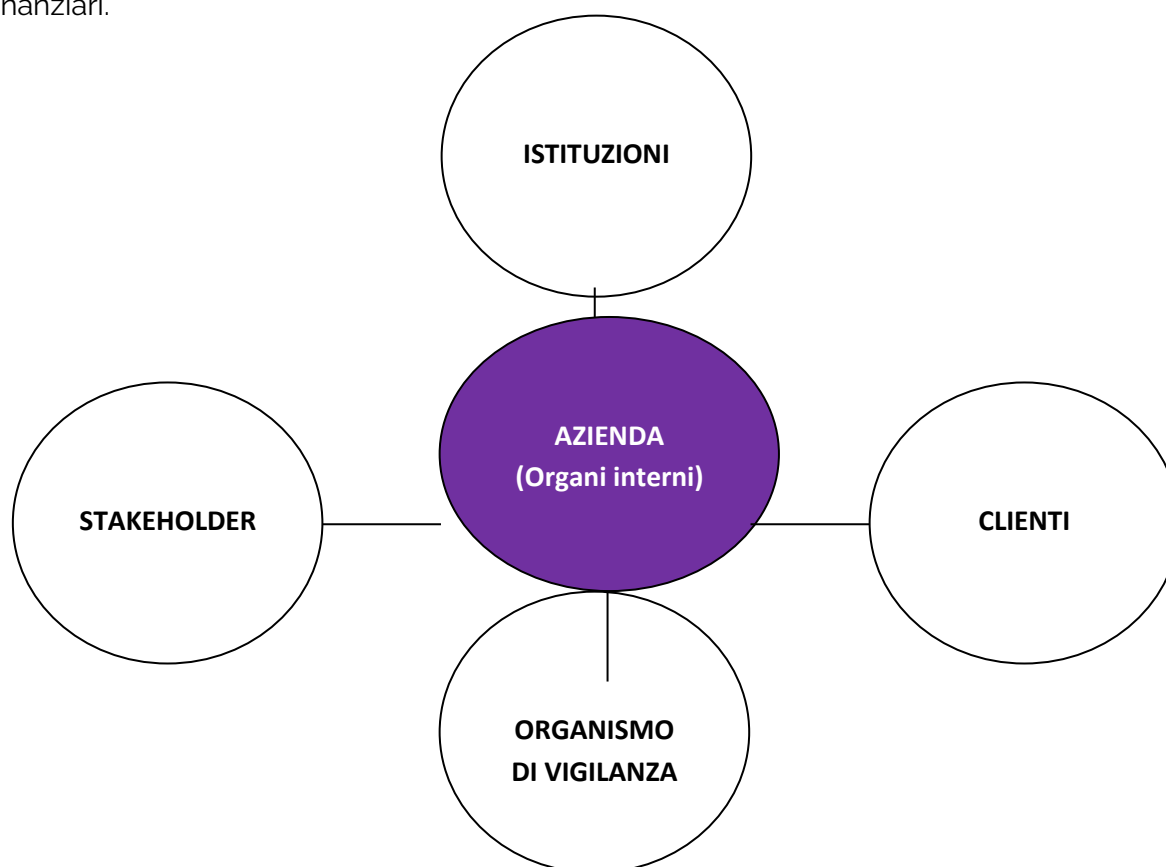 nanziari.
ISTITUZIONI
AZIENDA
(Organi interni)
STAKEHOLDER
CLIENTI
ORGANISMO
DI VIGILANZA